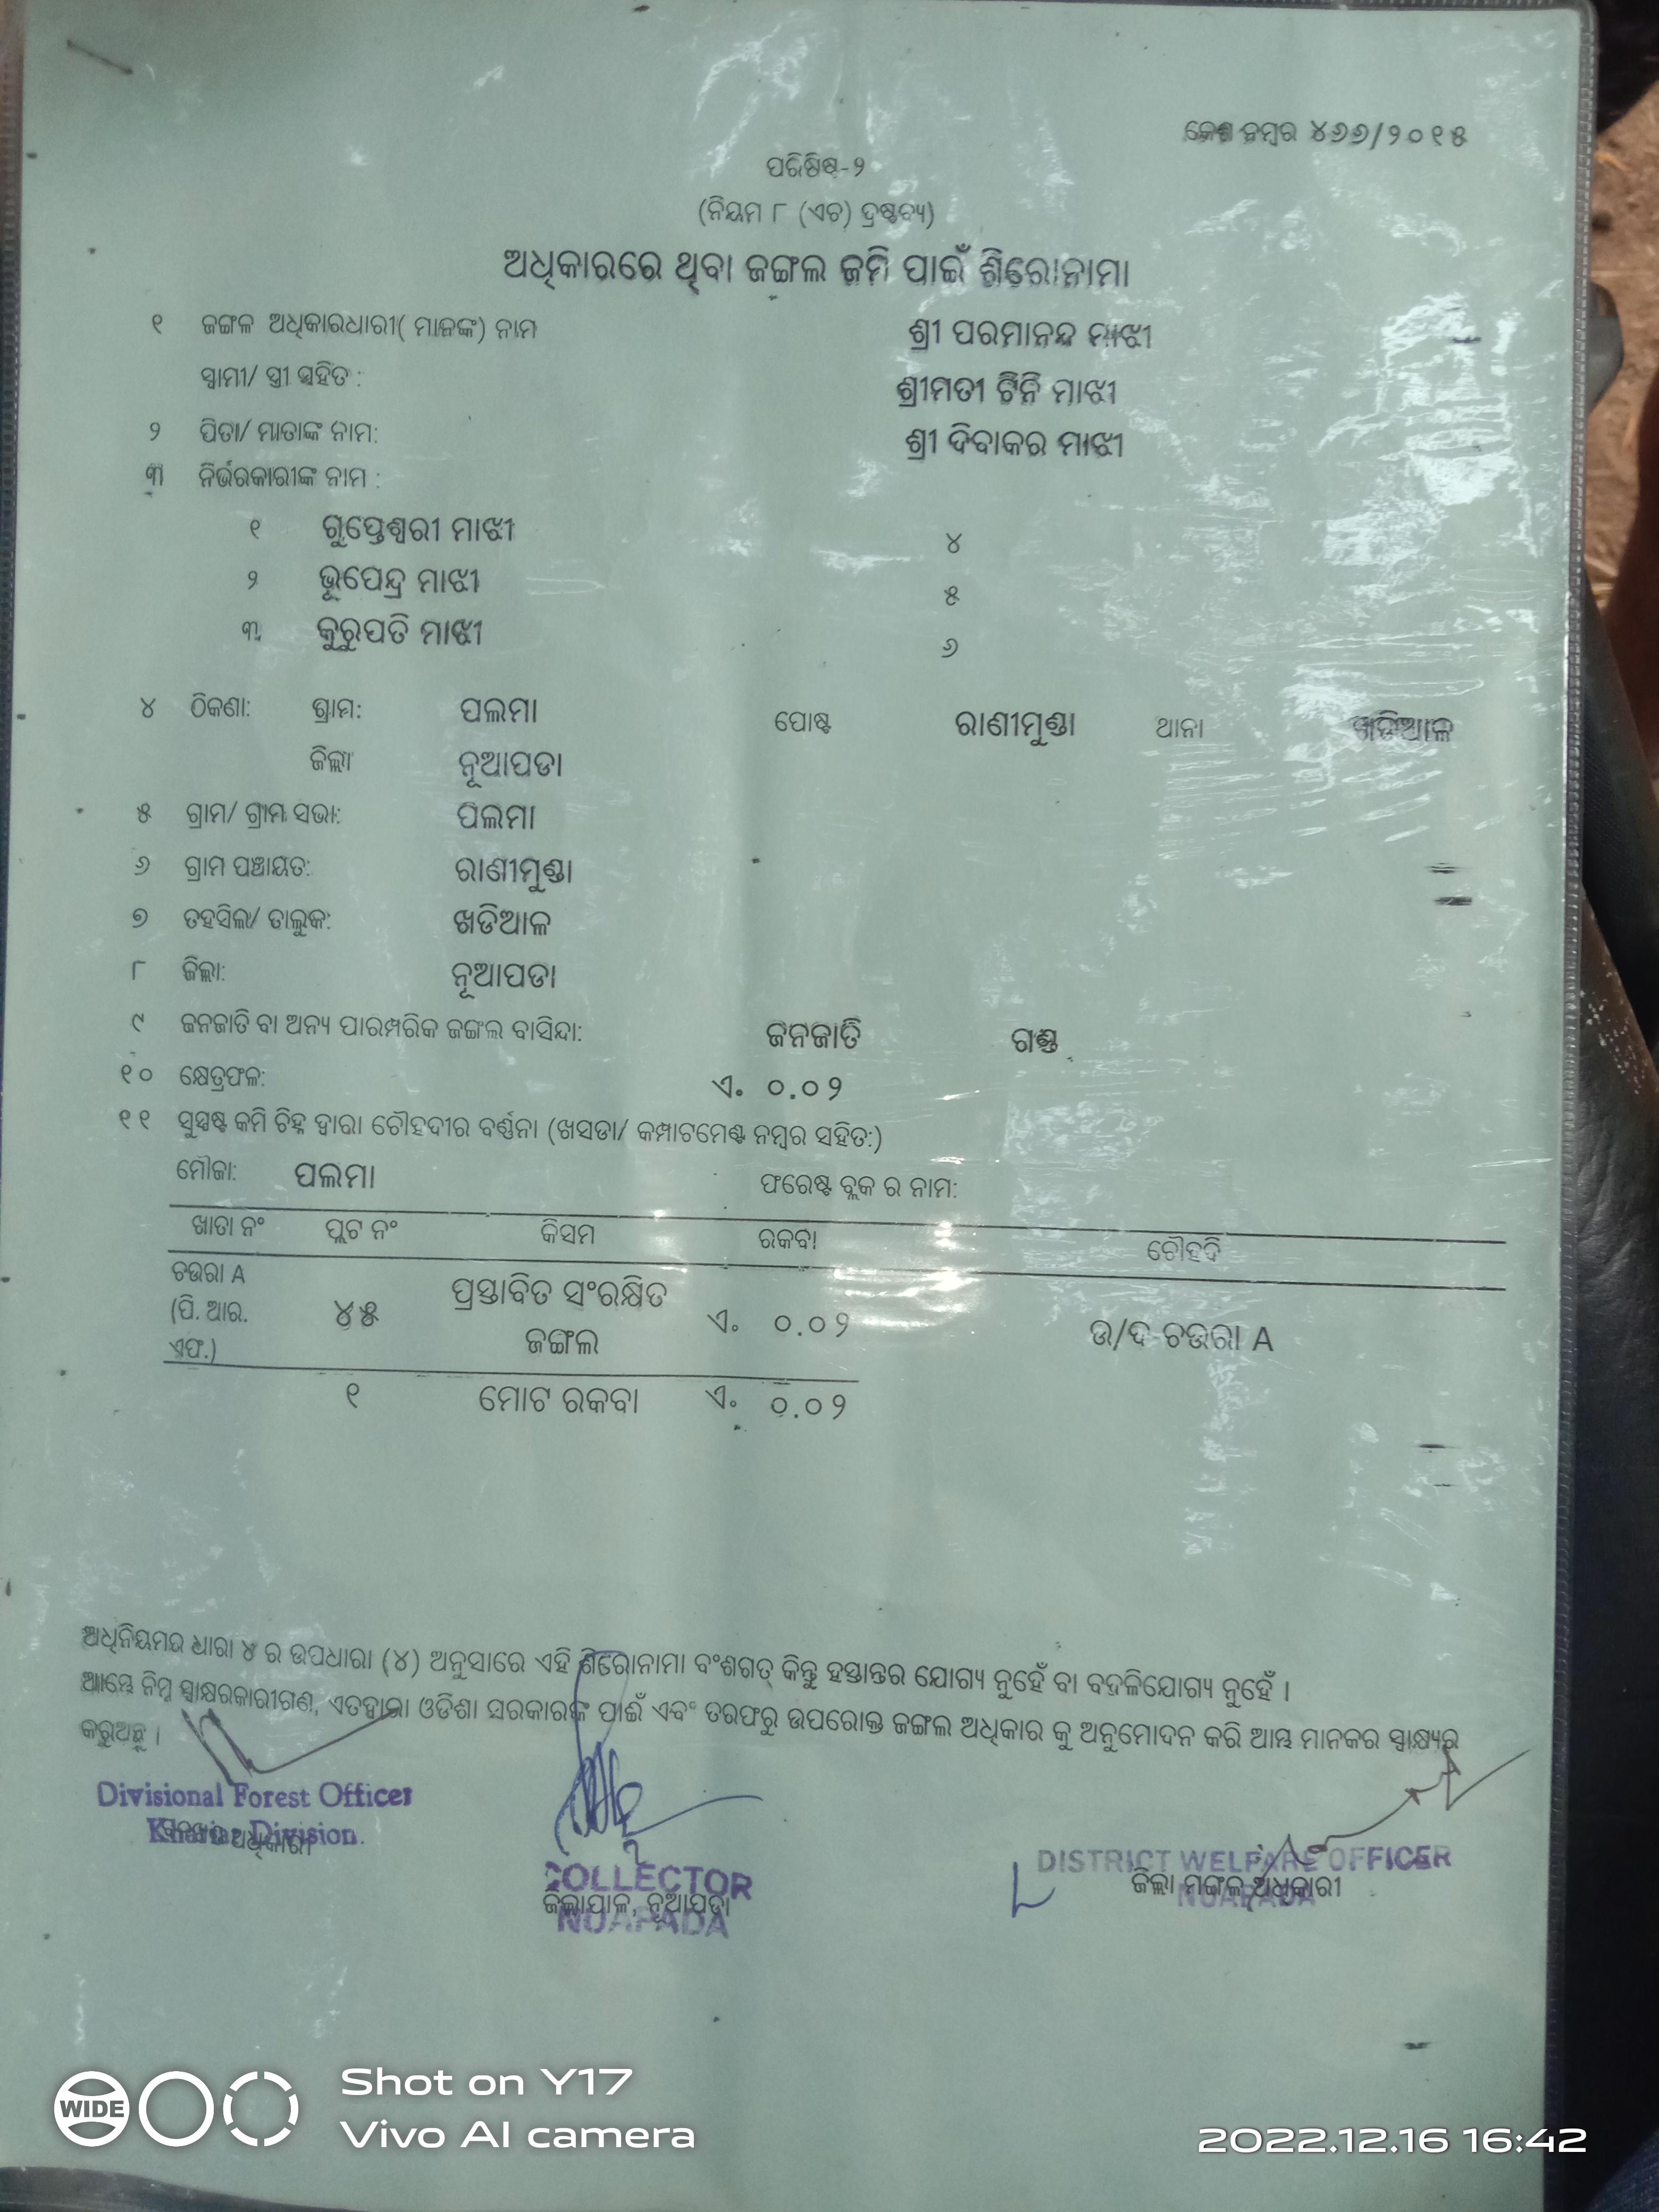 କେଶ ନମ୍ବର ୪୬୬/୨୦୧୫
ପରିଶିଷ୍ଟ-୨
(ନିୟମ ୮ (ଏଚ) ଦ୍ରଷ୍ଟବ୍ୟ)
ଅଧିକାରରେ ଥିବା ଜଙ୍ଗଲ ଜମି ପାଇଁ ଶିରୋନାମା
୧ ଜଙ୍ଗଳ ଅଧିକାରଧାରୀ( ମାନଙ୍କ) ନାମ ଶ୍ରୀ ପରମାନନ୍ଦ ମାଝୀ
ସ୍ୱାମୀ/ ସ୍ତ୍ରୀ ସହିତ : ଶ୍ରୀମତୀ ଟିନି ମାଝୀ
୨ ପିତା/ ମାତାଙ୍କ ନାମ: ଶ୍ରୀ ଦିବାକର ମାଝୀ
୩ ନିର୍ଭରକାରୀଙ୍କ ନାମ :
୧ ଗୁପ୍ତେଶ୍ୱରୀ ମାଝୀ ୪
୨ ଭୂପେନ୍ଦ୍ର ମାଝୀ ୫
୩ କୁରୁପତି ମାଝୀ ୬
୪ ଠିକଣା: ଗ୍ରାମ: ପଲମା ପୋଷ୍ଟ ରାଣୀମୁଣ୍ଡା ଥାନା ଖଡିଆଳ
ଜିଲ୍ଲା ନୂଆପଡା
୫ ଗ୍ରାମ/ ଗ୍ରାମ ସଭା: ପିଲମା
୬ ଗ୍ରାମ ପଞ୍ଚାୟତ: ରାଣୀମୁଣ୍ଡା
୭ ତହସିଲ/ ତାଲୁକ: ଖଡିଆଳ
୮ ଜିଲ୍ଲା: ନୂଆପଡା
୯ ଜନଜାତି ବା ଅନ୍ୟ ପାରମ୍ପରିକ ଜଙ୍ଗଲ ବାସିନ୍ଦା: ଜନଜାତି ଗଣ୍ଡ
୧୦ କ୍ଷେତ୍ରଫଳ: ଏ. ୦.୦୨
୧୧ ସୁସ୍ପଷ୍ଟ ଜମି ଚିହ୍ନ ଦ୍ୱାରା ଚୌହଦୀର ବର୍ଣ୍ଣନା (ଖସଡା/ କମ୍ପାଟମେଣ୍ଟ ନମ୍ବର ସହିତ:)
ମୌଜା: ପଲମା ଫରେଷ୍ଟ ବ୍ଲକ ର ନାମ:
ଖାତା ନଂ ପ୍ଲଟ ନଂ କିସମ ରକବା ଚୌହଦି
ଚଉରା A
(ପି. ଆର.
ଏଫ.) ୪୫ ପ୍ରସ୍ତାବିତ ସଂରକ୍ଷିତ
ଜଙ୍ଗଲ ଏ. ୦.୦୨ ଉ/ଦ-ଚଉରା A
୧ ମୋଟ ରକବା ଏ. ୦.୦୨
ଅଧିନିୟମର ଧାରା ୪ ର ଉପଧାରା (୪) ଅନୁସାରେ ଏହି ଶିରୋନାମା ବଂଶଗତ୍ କିନ୍ତୁ ହସ୍ତାନ୍ତର ଯୋଗ୍ୟ ନୁହେଁ ବା ବଦଳିଯୋଗ୍ୟ ନୁହେଁ ।
ଆମ୍ଭେ ନିମ୍ନ ସ୍ୱାକ୍ଷରକାରୀଗଣ, ଏତଦ୍ୱାରା ଓଡିଶା ସରକାରଙ୍କ ପାଇଁ ଏବଂ ତରଫରୁ ଉପରୋକ୍ତ ଜଙ୍ଗଲ ଅଧିକାର କୁ ଅନୁମୋଦନ କରି ଆମ୍ଭ ମାନକର ସ୍ୱାକ୍ଷ୍ୟର
କରୁଅଛୁ ।
Divisional Forest Officer
Khariar Division.
COLLECTOR
ଜିଲ୍ଲାପାଳ, ନୂଆପଡା
NUAPADA
DISTRICT WELFARE OFFICER
ଜିଲ୍ଲା ମଙ୍ଗଳ ଅଧିକାରୀ
NUAPADA
WIDE
Shot on Y17
Vivo AI camera
2022.12.16 16:42